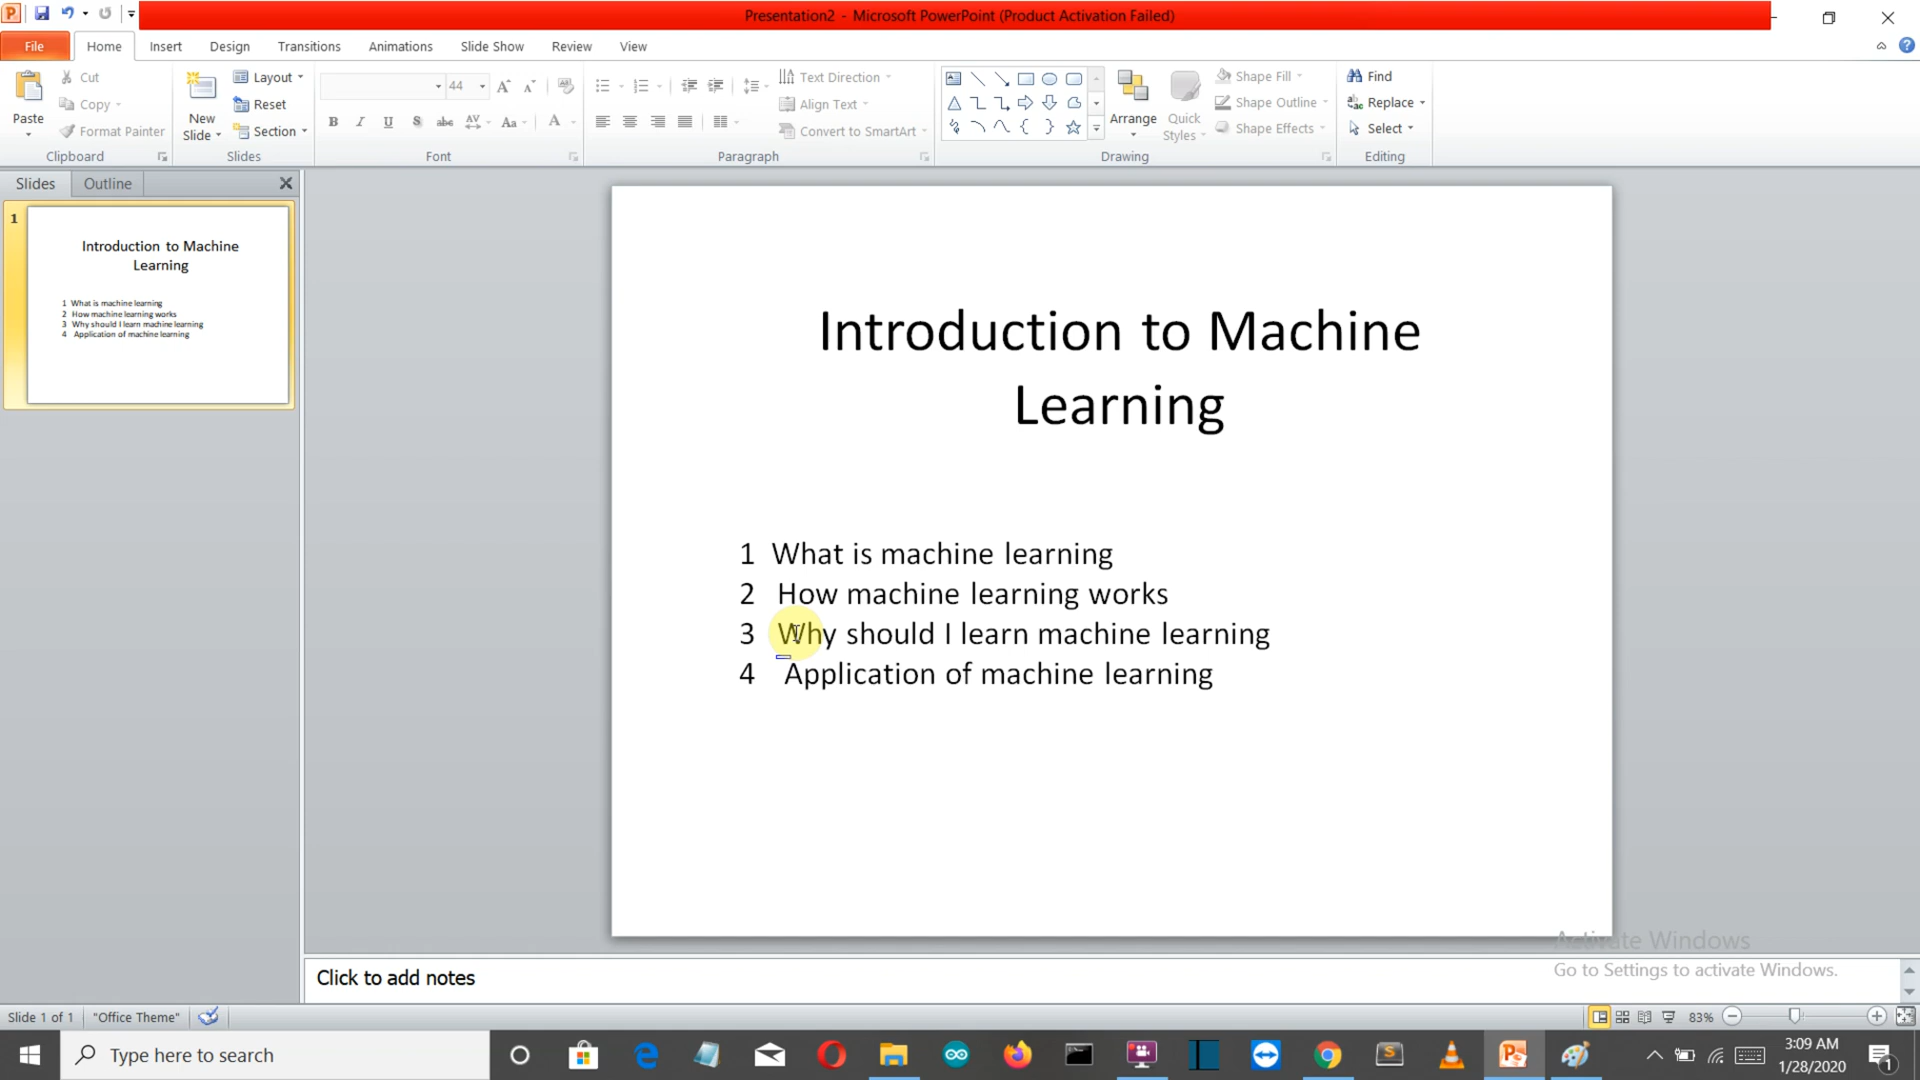 Presentation2 - Microsoft PowerPoint (Product Activation Failed)
File Home Insert Design Transitions Animations Slide Show Review View
Paste
Cut
Copy
Format Painter
Clipboard
New Slide
Layout
Reset
Section
Slides
44
B I U S abc AV Aa A
Font
Text Direction
Align Text
Convert to SmartArt
Paragraph
Arrange
Quick Styles
Shape Fill
Shape Outline
Shape Effects
Drawing
Find
Replace
Select
Editing
Slides Outline
1
Introduction to Machine
Learning
1 What is machine learning
2 How machine learning works
3 Why should I learn machine learning
4 Application of machine learning
Introduction to Machine
Learning
1 What is machine learning
2 How machine learning works
3 Why should I learn machine learning
4 Application of machine learning
Activate Windows
Go to Settings to activate Windows.
Click to add notes
Slide 1 of 1 "Office Theme" 83%
Type here to search
3:09 AM
1/28/2020
1